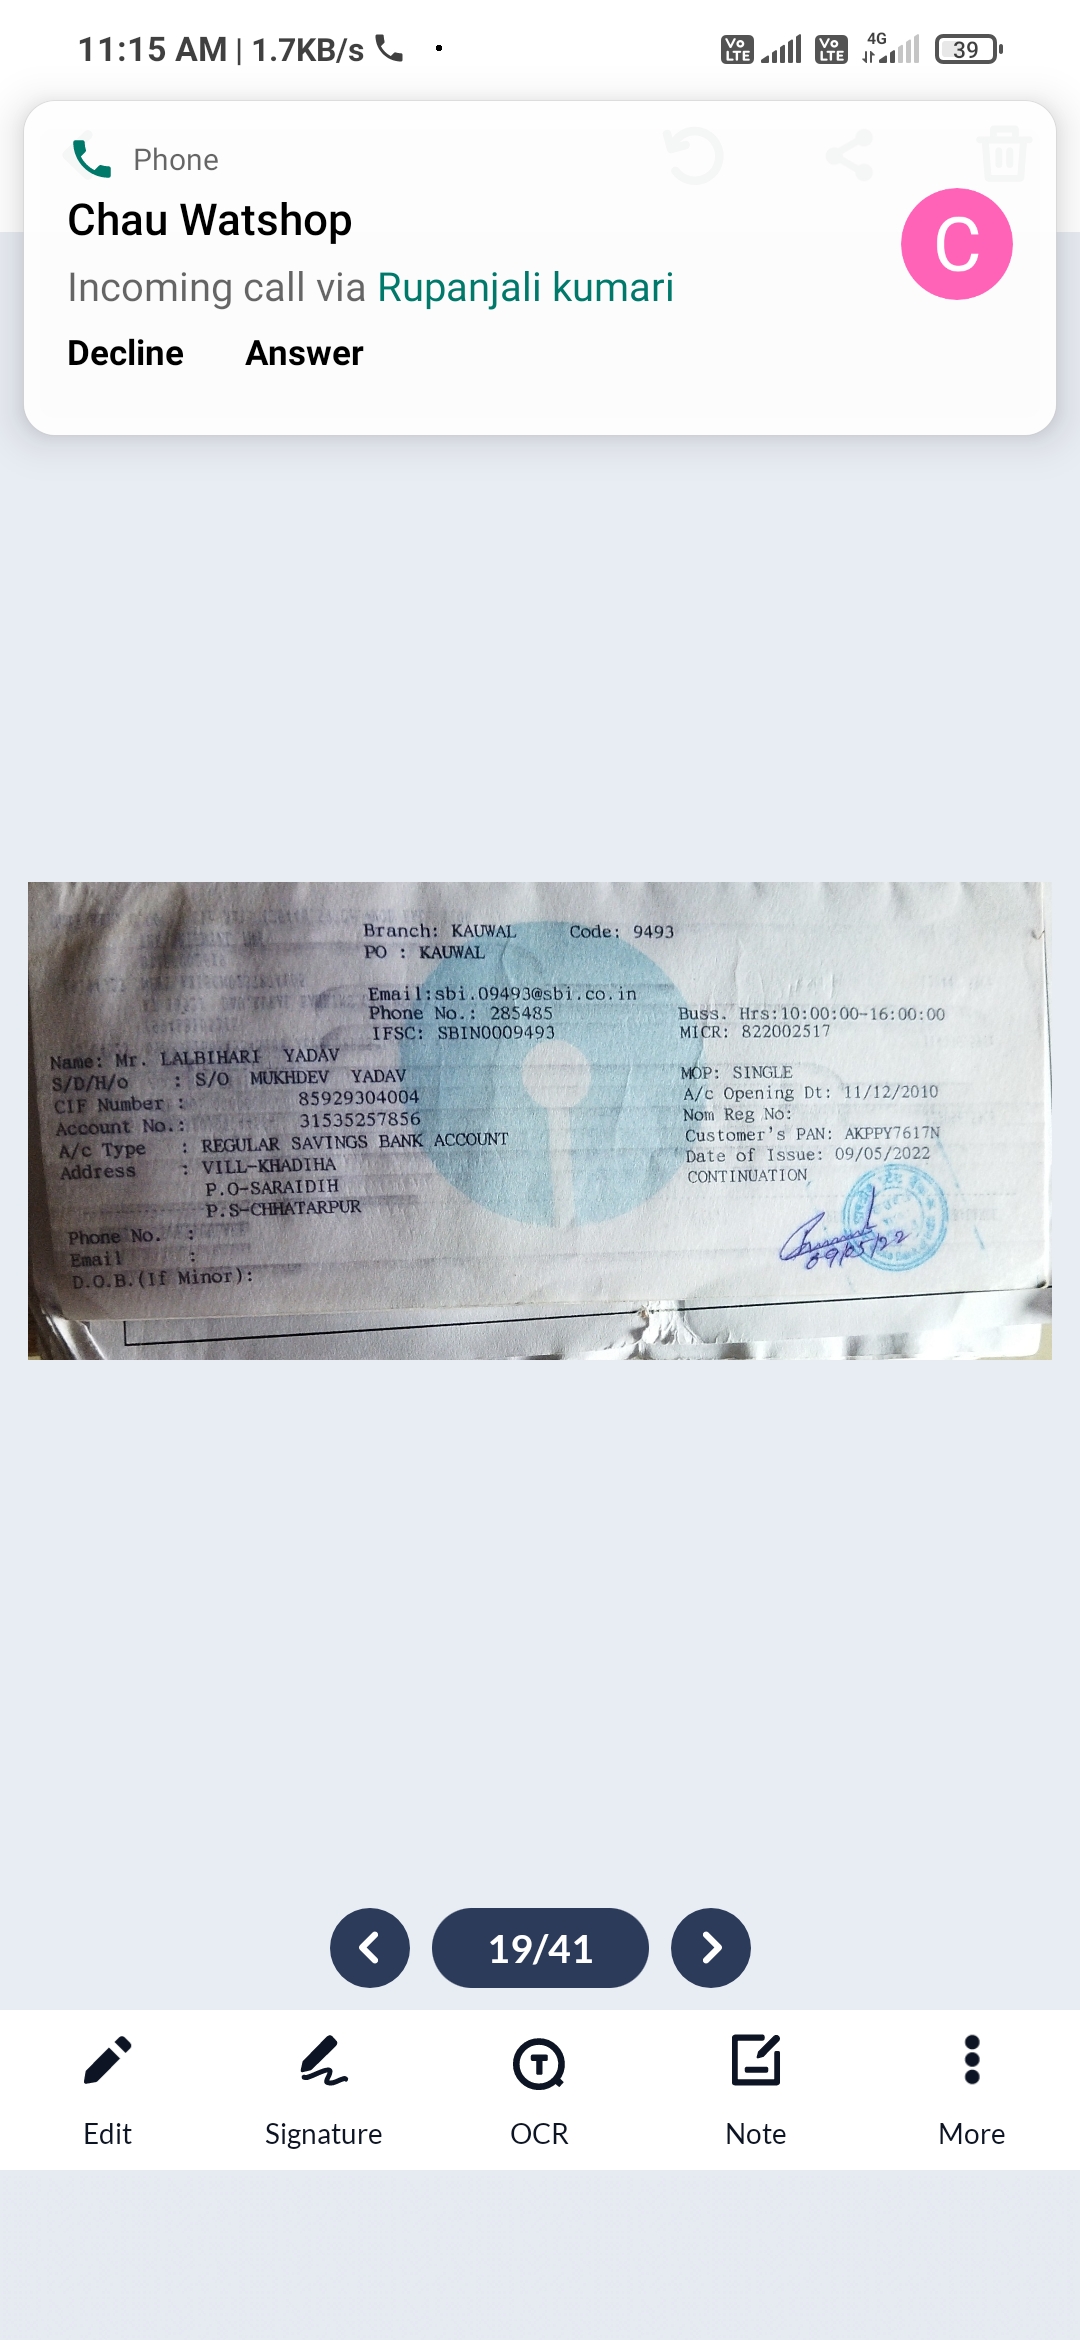 11:15 AM | 1.7KB/s
Vo LTE Vo LTE 4G 39
Phone
Chau Watshop
C
Incoming call via Rupanjali kumari
Decline Answer
Branch: KAUWAL Code: 9493
PO : KAUWAL
Email:sbi.09493@sbi.co.in
Phone No.: 285485 Buss. Hrs:10:00:00-16:00:00
IFSC: SBIN0009493 MICR: 822002517
Name: Mr. LALBIHARI YADAV
S/D/H/o : S/O MUKHDEV YADAV MOP: SINGLE
CIF Number : 85929304004 A/c Opening Dt: 11/12/2010
Account No.: 31535257856 Nom Reg No:
A/c Type : REGULAR SAVINGS BANK ACCOUNT Customer's PAN: AKPPY7617N
Address : VILL-KHADIHA Date of Issue: 09/05/2022
P.O-SARAIDIH CONTINUATION
P.S-CHHATARPUR
Phone No. :
Email :
09/05/22
D.O.B.(If Minor):
19/41
Edit Signature OCR Note More